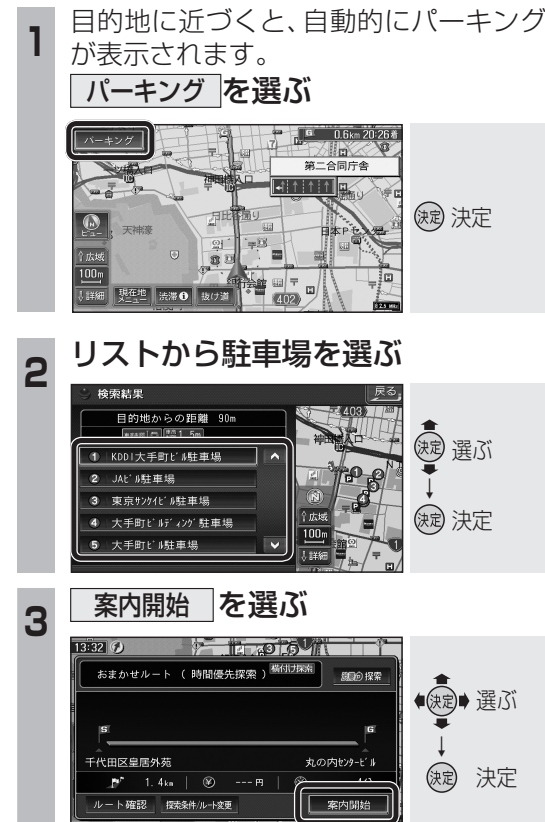 1
目的地に近づくと、自動的にパーキング
が表示されます。
パーキング を選ぶ
パーキング
0.6km 20:26着
第二合同庁舎
神田橋入口
日比谷通り
天神濠
日本Pセン
ビュー
広域
100m
詳細
現在地
メニュー
渋滞
抜け道
402
決定 決定
2
リストから駐車場を選ぶ
検索結果
戻る
目的地からの距離 90m
403
1 KDDI大手町ビル駐車場
2 JAビル駐車場
3 東京サンケイビル駐車場
4 大手町ビルディング駐車場
5 大手町ビル駐車場
広域
100m
詳細
決定 選ぶ
決定 決定
3
案内開始 を選ぶ
13:32
おまかせルート ( 時間優先探索 ) 横付け探索
探索
S
G
千代田区皇居外苑
丸の内センタービル
1.4km
---円
ルート確認
探索条件/ルート変更
案内開始
決定 選ぶ
決定 決定